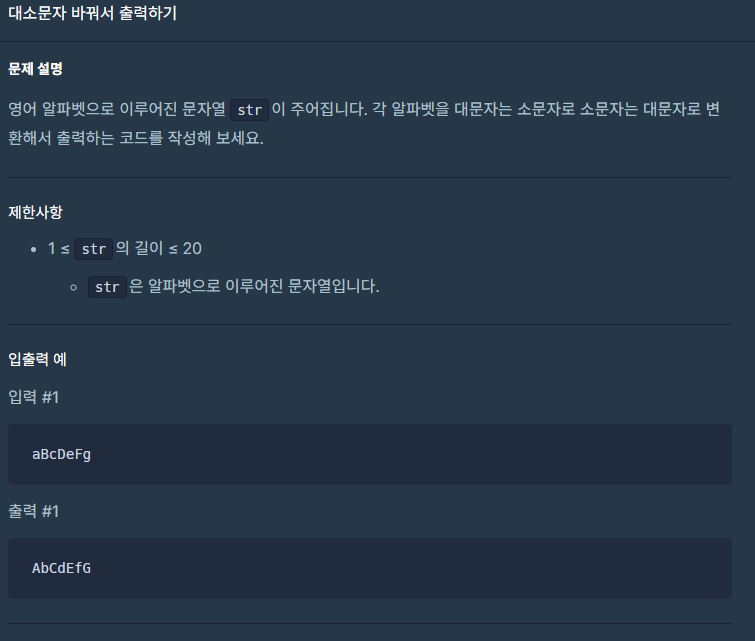 대소문자 바꿔서 출력하기
문제 설명
영어 알파벳으로 이루어진 문자열 str 이 주어집니다. 각 알파벳을 대문자는 소문자로 소문자는 대문자로 변
환해서 출력하는 코드를 작성해 보세요.
제한사항
• 1 ≤ str 의 길이 ≤ 20
◦ str 은 알파벳으로 이루어진 문자열입니다.
입출력 예
입력 #1
aBcDeFg
출력 #1
AbCdEfG